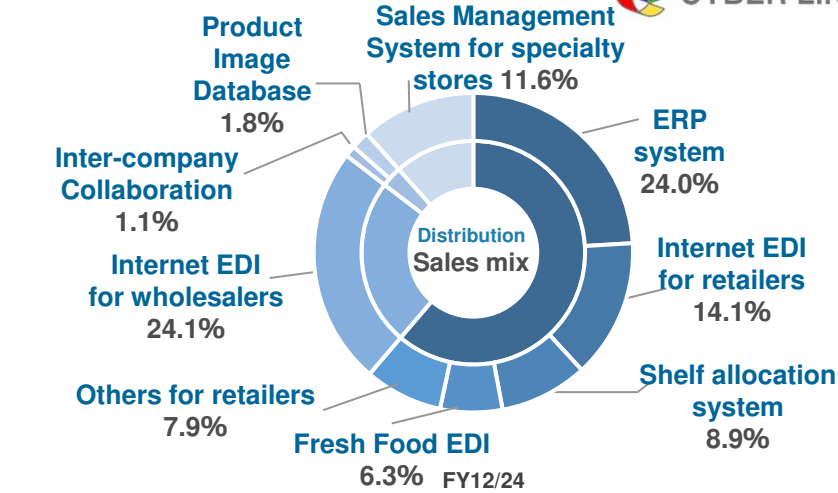 Sales Management
System for specialty
stores 11.6%
Product
Image
Database
1.8%
ERP
system
24.0%
Inter-company
Collaboration
1.1%
Distribution
Sales mix
Internet EDI
for retailers
14.1%
Internet EDI
for wholesalers
24.1%
Shelf allocation
system
8.9%
Others for retailers
7.9%
Fresh Food EDI
6.3%
FY12/24